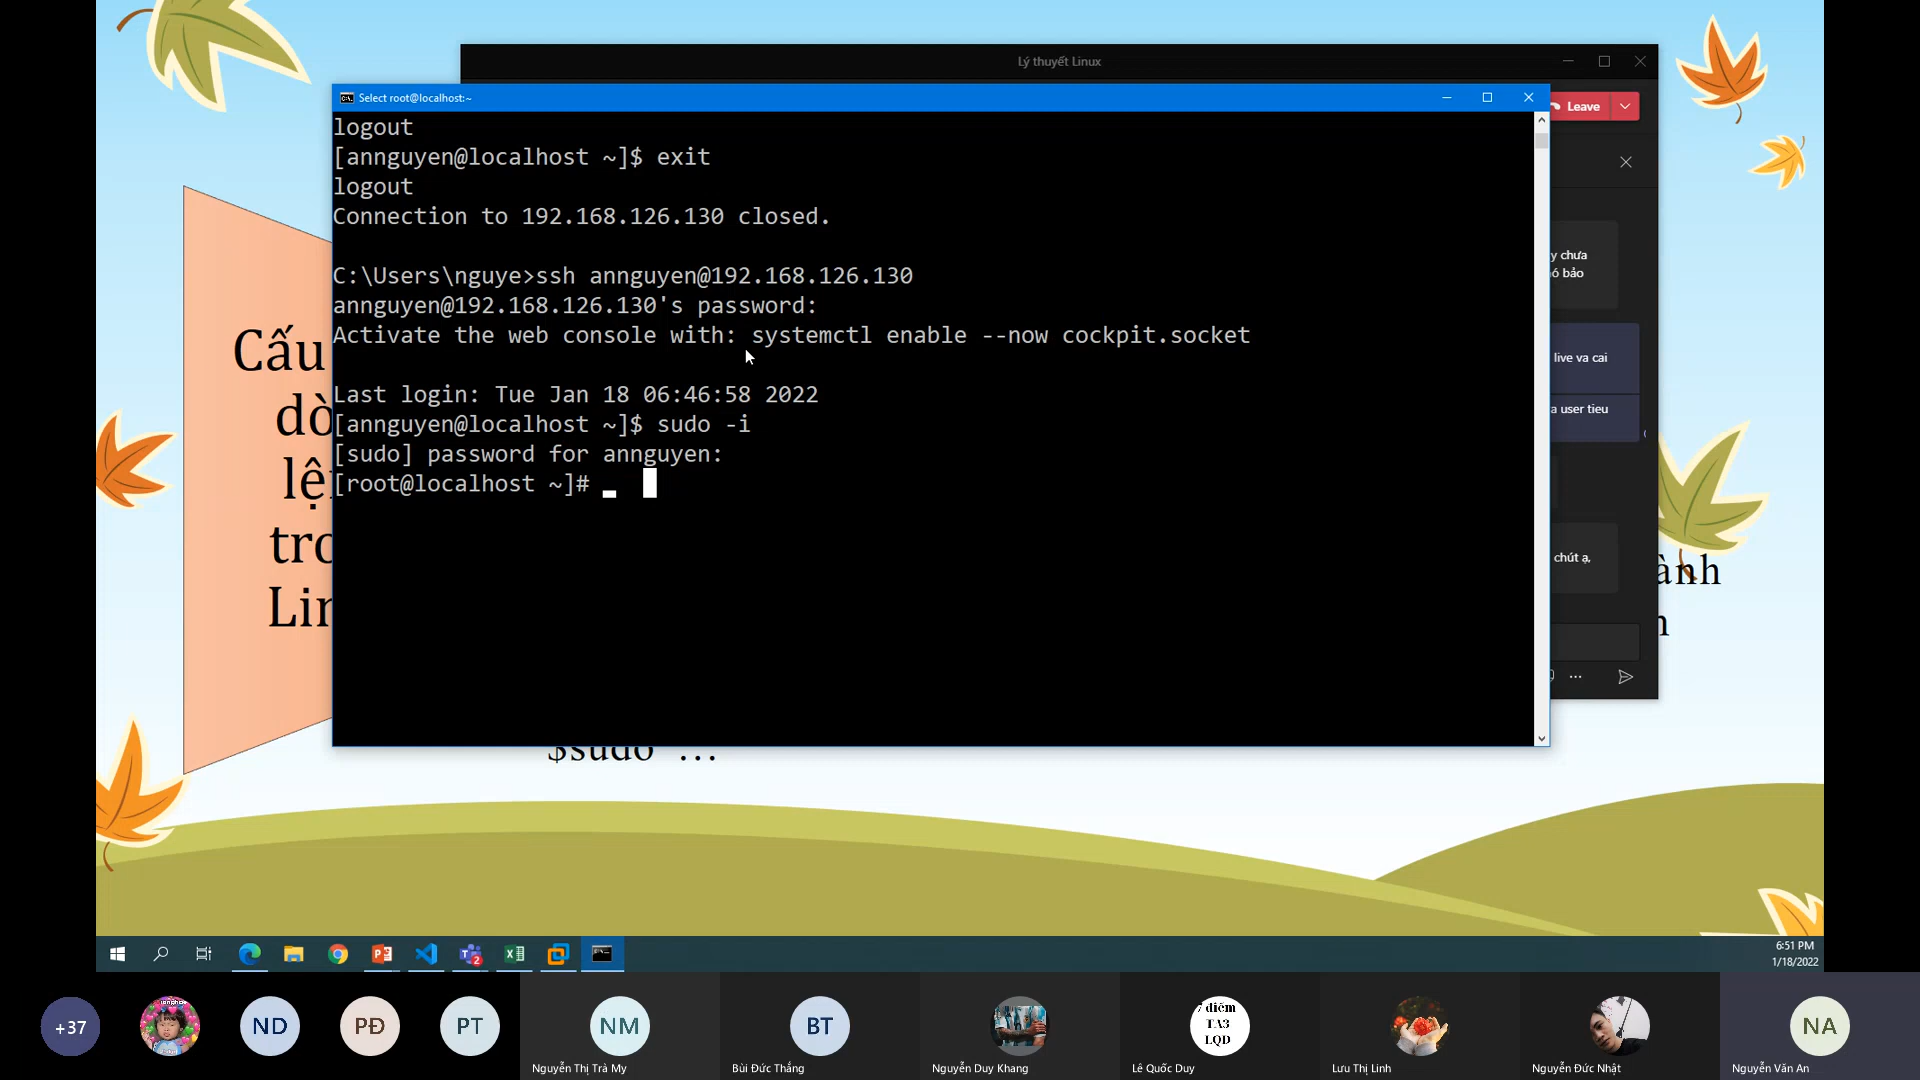 Lý thuyết Linux
Select root@localhost:~
Leave
logout
[annguyen@localhost ~]$ exit
logout
Connection to 192.168.126.130 closed.
C:\Users\nguye>ssh annguyen@192.168.126.130
annguyen@192.168.126.130's password:
Activate the web console with: systemctl enable --now cockpit.socket
Last login: Tue Jan 18 06:46:58 2022
[annguyen@localhost ~]$ sudo -i
[sudo] password for annguyen:
[root@localhost ~]#
y chưa
ó bảo
live va cai
a user tieu
chút ạ,
Cấu
dò
lệ
tro
Lin
ành
n
$sudo …
6:51 PM
1/18/2022
2
+37
ND
PĐ
PT
NM
Nguyễn Thị Trà My
BT
Bùi Đức Thắng
Nguyễn Duy Khang
7 điểm
TA3
LQD
Lê Quốc Duy
Lưu Thị Linh
Nguyễn Đức Nhật
NA
Nguyễn Văn An